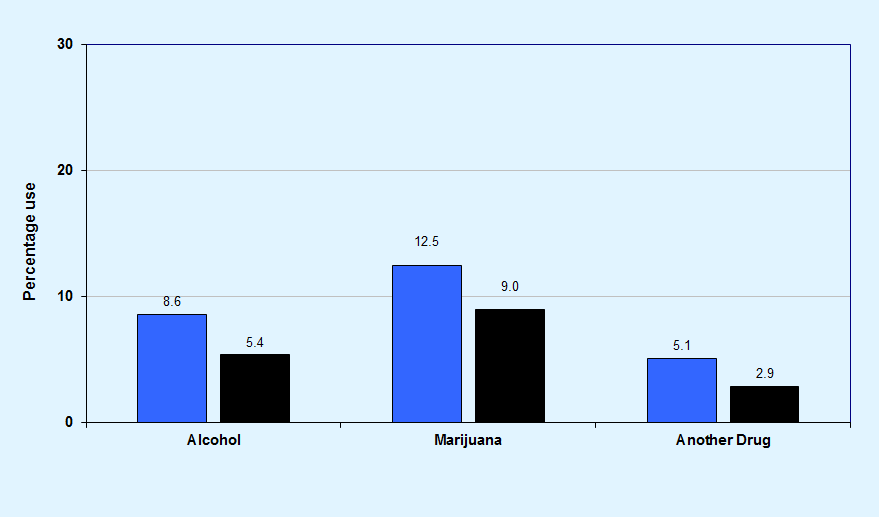 30
20
10
0
Percentage use
8.6
5.4
12.5
9.0
5.1
2.9
Alcohol
Marijuana
Another Drug